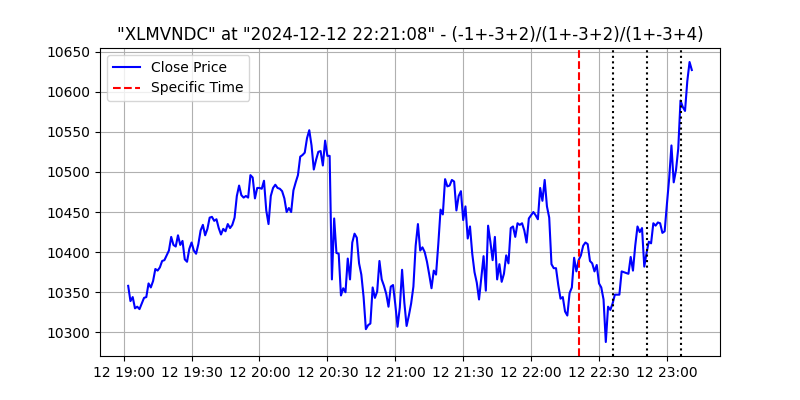 "XLMVNDC" at "2024-12-12 22:21:08" - (-1+-3+2)/(1+-3+2)/(1+-3+4)
Close Price
Specific Time
10650
10600
10550
10500
10450
10400
10350
10300
12 19:00 12 19:30 12 20:00 12 20:30 12 21:00 12 21:30 12 22:00 12 22:30 12 23:00